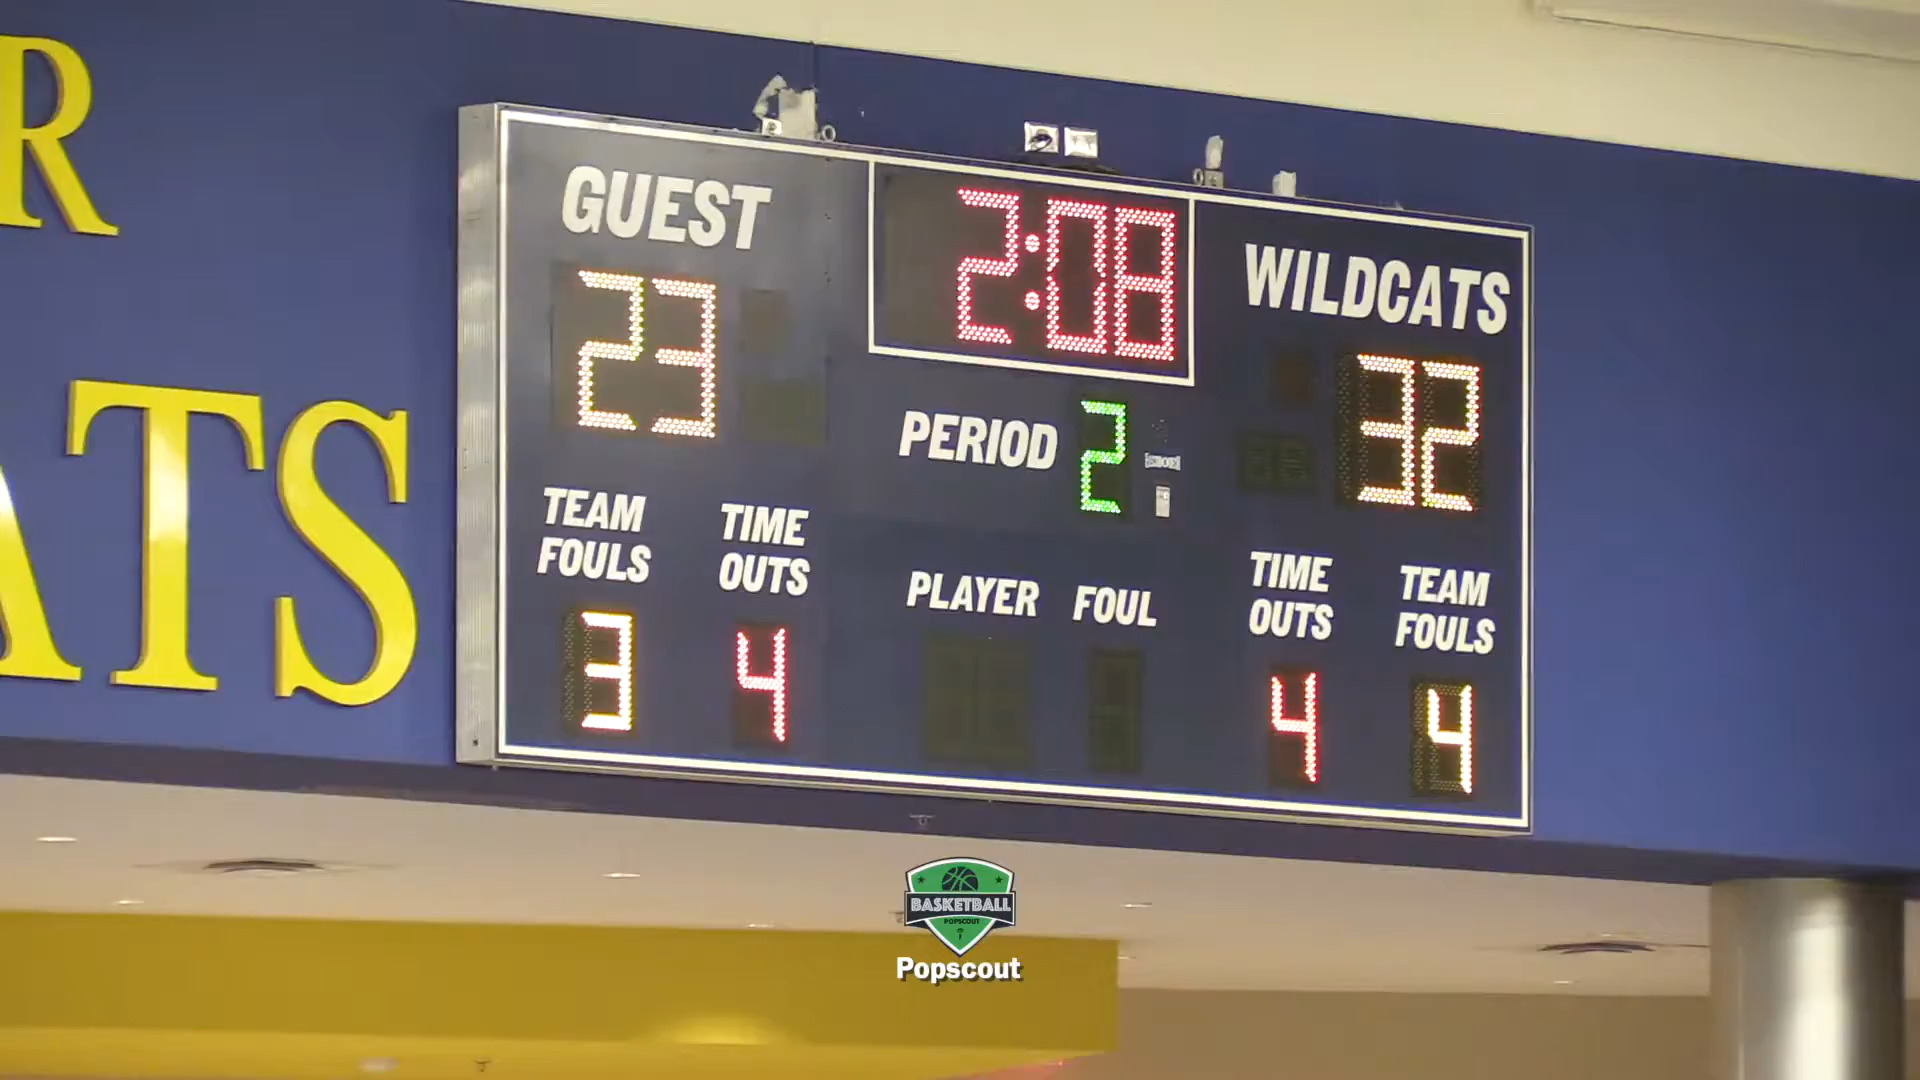 R
ATS
GUEST
2:08
WILDCATS
23
32
PERIOD 2
TEAM
FOULS
TIME
OUTS
PLAYER
FOUL
TIME
OUTS
TEAM
FOULS
3
4
4
4
BASKETBALL
POPSCOUT
Popscout